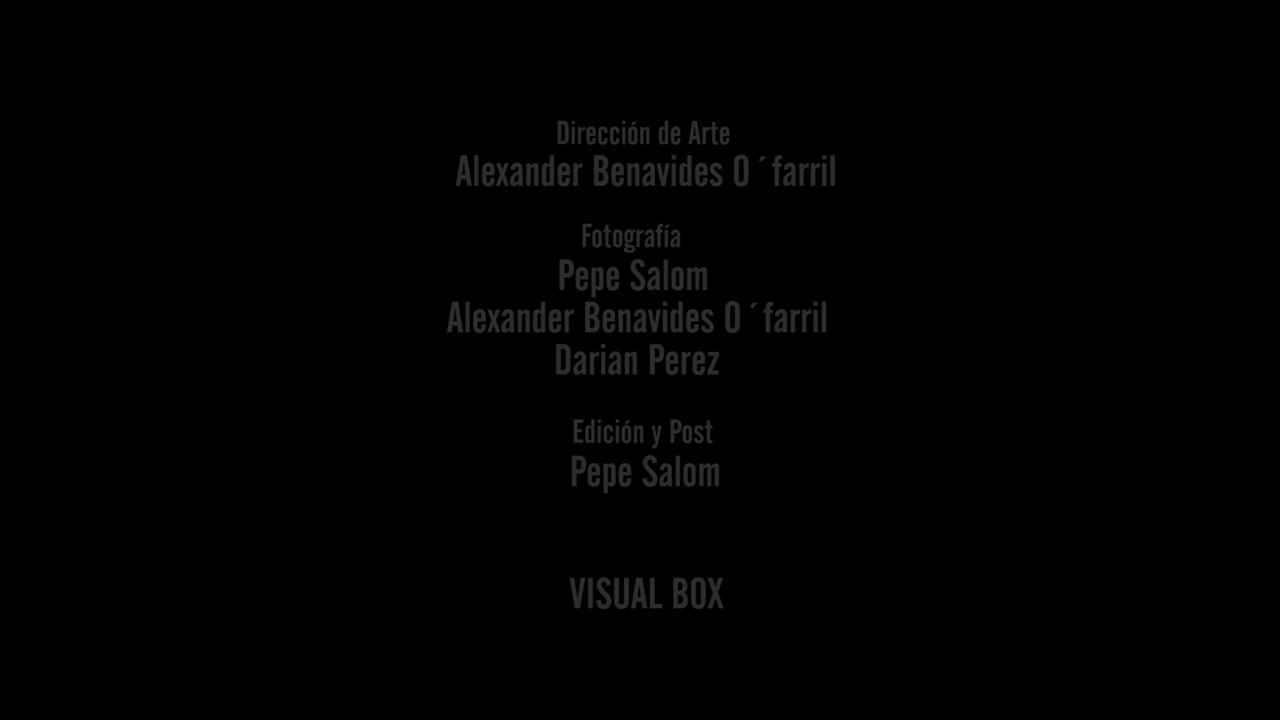 Dirección de Arte
Alexander Benavides O´farril
Fotografía
Pepe Salom
Alexander Benavides O´farril
Darian Perez
Edición y Post
Pepe Salom
VISUAL BOX